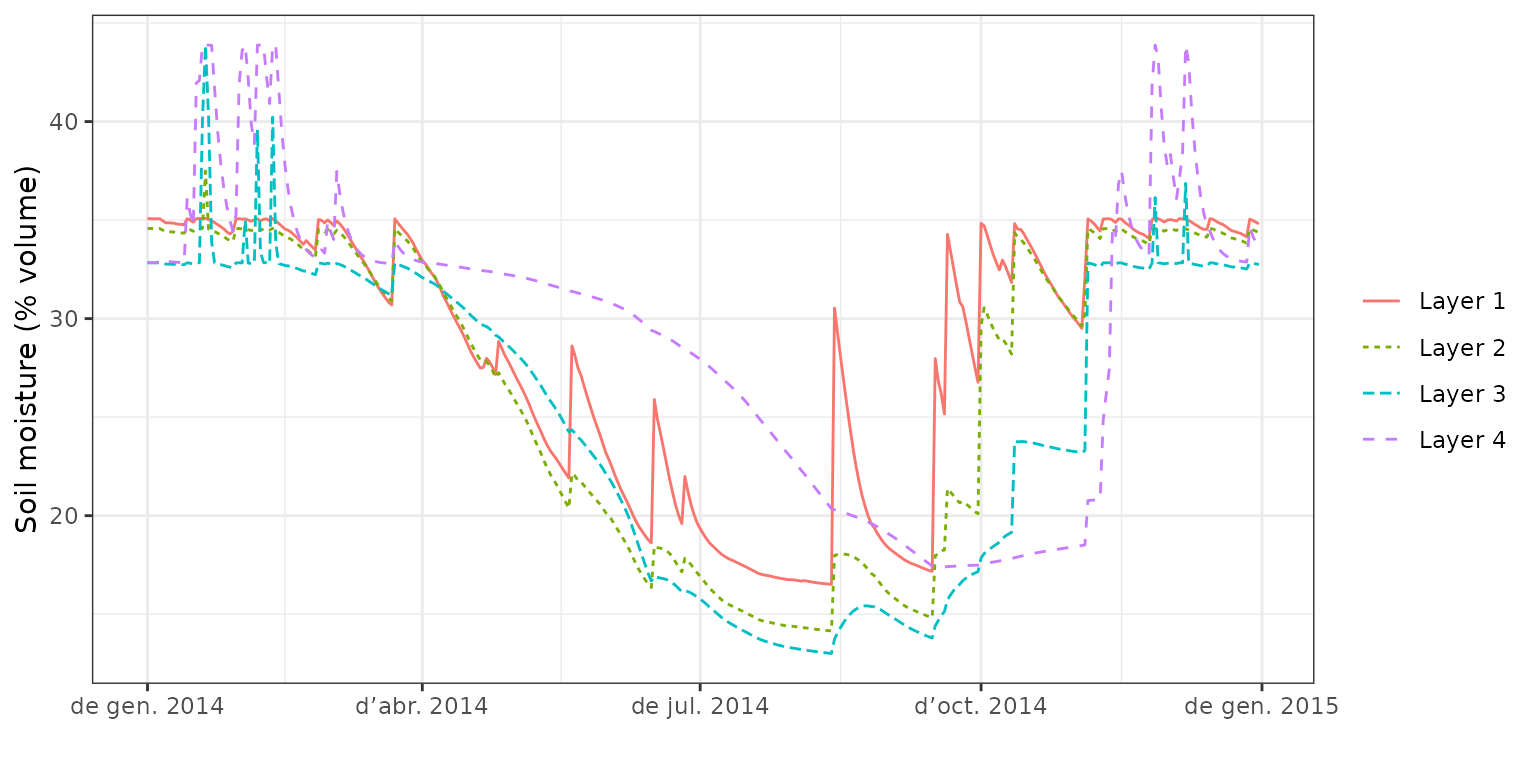 Soil moisture (% volume)
40
30
20
de gen. 2014
d’abr. 2014
de jul. 2014
d’oct. 2014
de gen. 2015
Layer 1
Layer 2
Layer 3
Layer 4